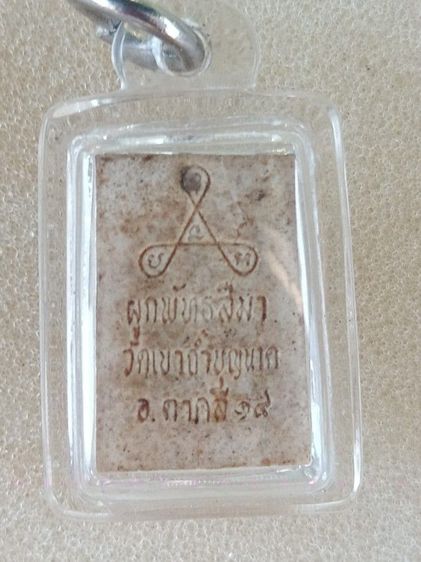 ผูกพัทธสีมา
วัดเขาถ้ำบุญนาค
อ. ตาคลี ๑๘